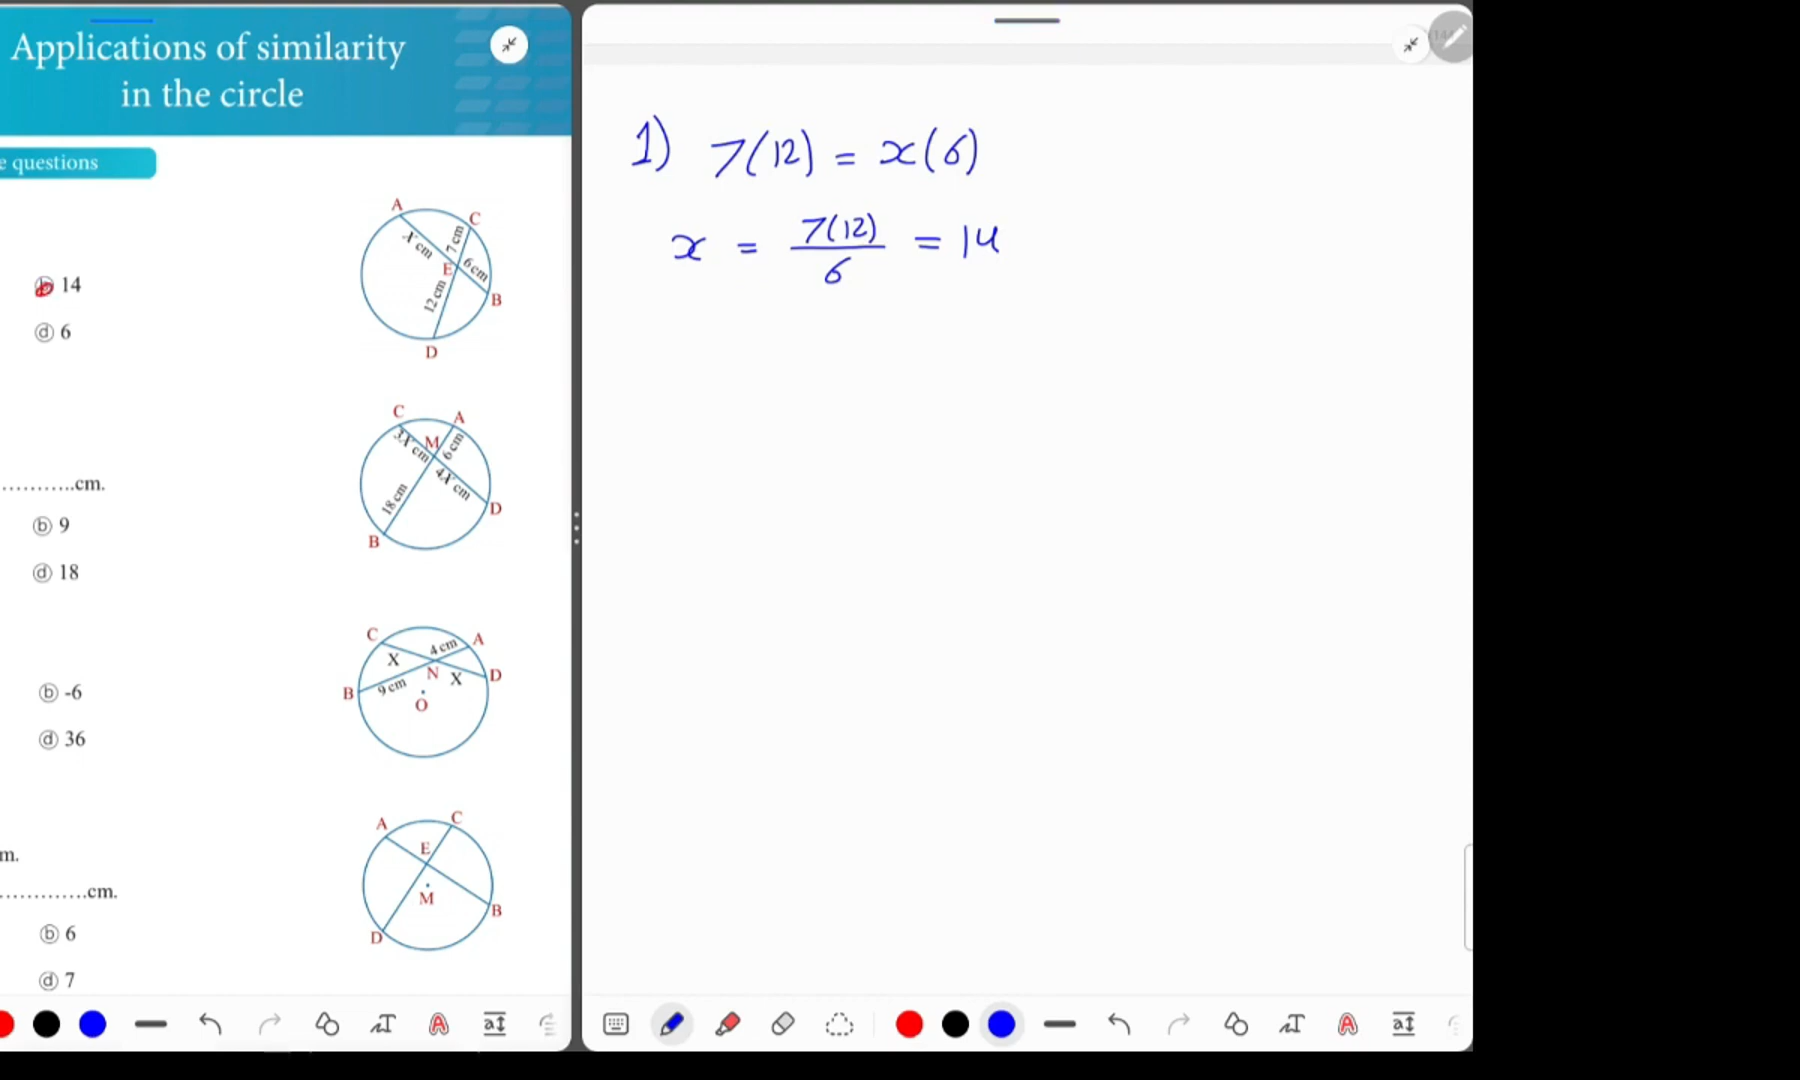 Applications of similarity
in the circle
e questions
A
C
X cm
7 cm
E
6 cm
12 cm
B
D
ⓑ 14
ⓓ 6
C
A
3X cm
M
6 cm
4X cm
18 cm
D
B
............cm.
ⓑ 9
ⓓ 18
C
A
4 cm
X
N
X
D
B
9 cm
O
ⓑ -6
ⓓ 36
A
C
E
M
B
D
m.
.............cm.
ⓑ 6
ⓓ 7
1) 7(12) = x(6)
x = 7(12)/6 = 14